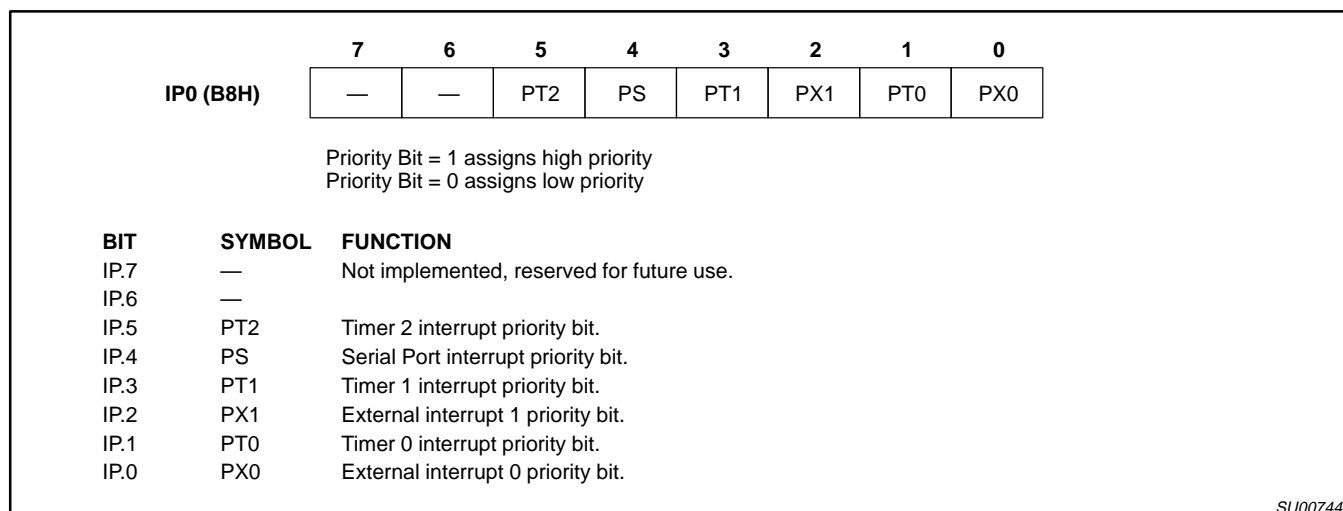 7 6 5 4 3 2 1 0
IP0 (B8H) — — PT2 PS PT1 PX1 PT0 PX0
Priority Bit = 1 assigns high priority
Priority Bit = 0 assigns low priority
BIT SYMBOL FUNCTION
IP.7 — Not implemented, reserved for future use.
IP.6 —
IP.5 PT2 Timer 2 interrupt priority bit.
IP.4 PS Serial Port interrupt priority bit.
IP.3 PT1 Timer 1 interrupt priority bit.
IP.2 PX1 External interrupt 1 priority bit.
IP.1 PT0 Timer 0 interrupt priority bit.
IP.0 PX0 External interrupt 0 priority bit.
SU00744